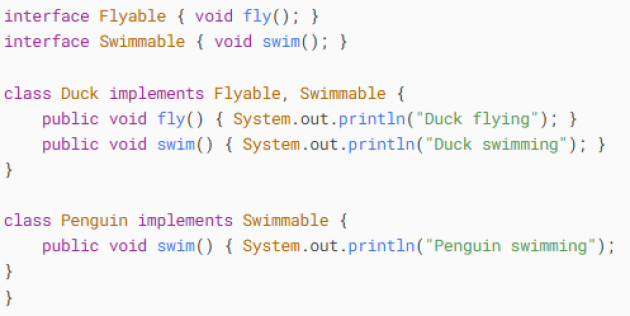 interface Flyable { void fly(); }
interface Swimmable { void swim(); }

class Duck implements Flyable, Swimmable {
    public void fly() { System.out.println("Duck flying"); }
    public void swim() { System.out.println("Duck swimming"); }
}

class Penguin implements Swimmable {
    public void swim() { System.out.println("Penguin swimming");
}
}